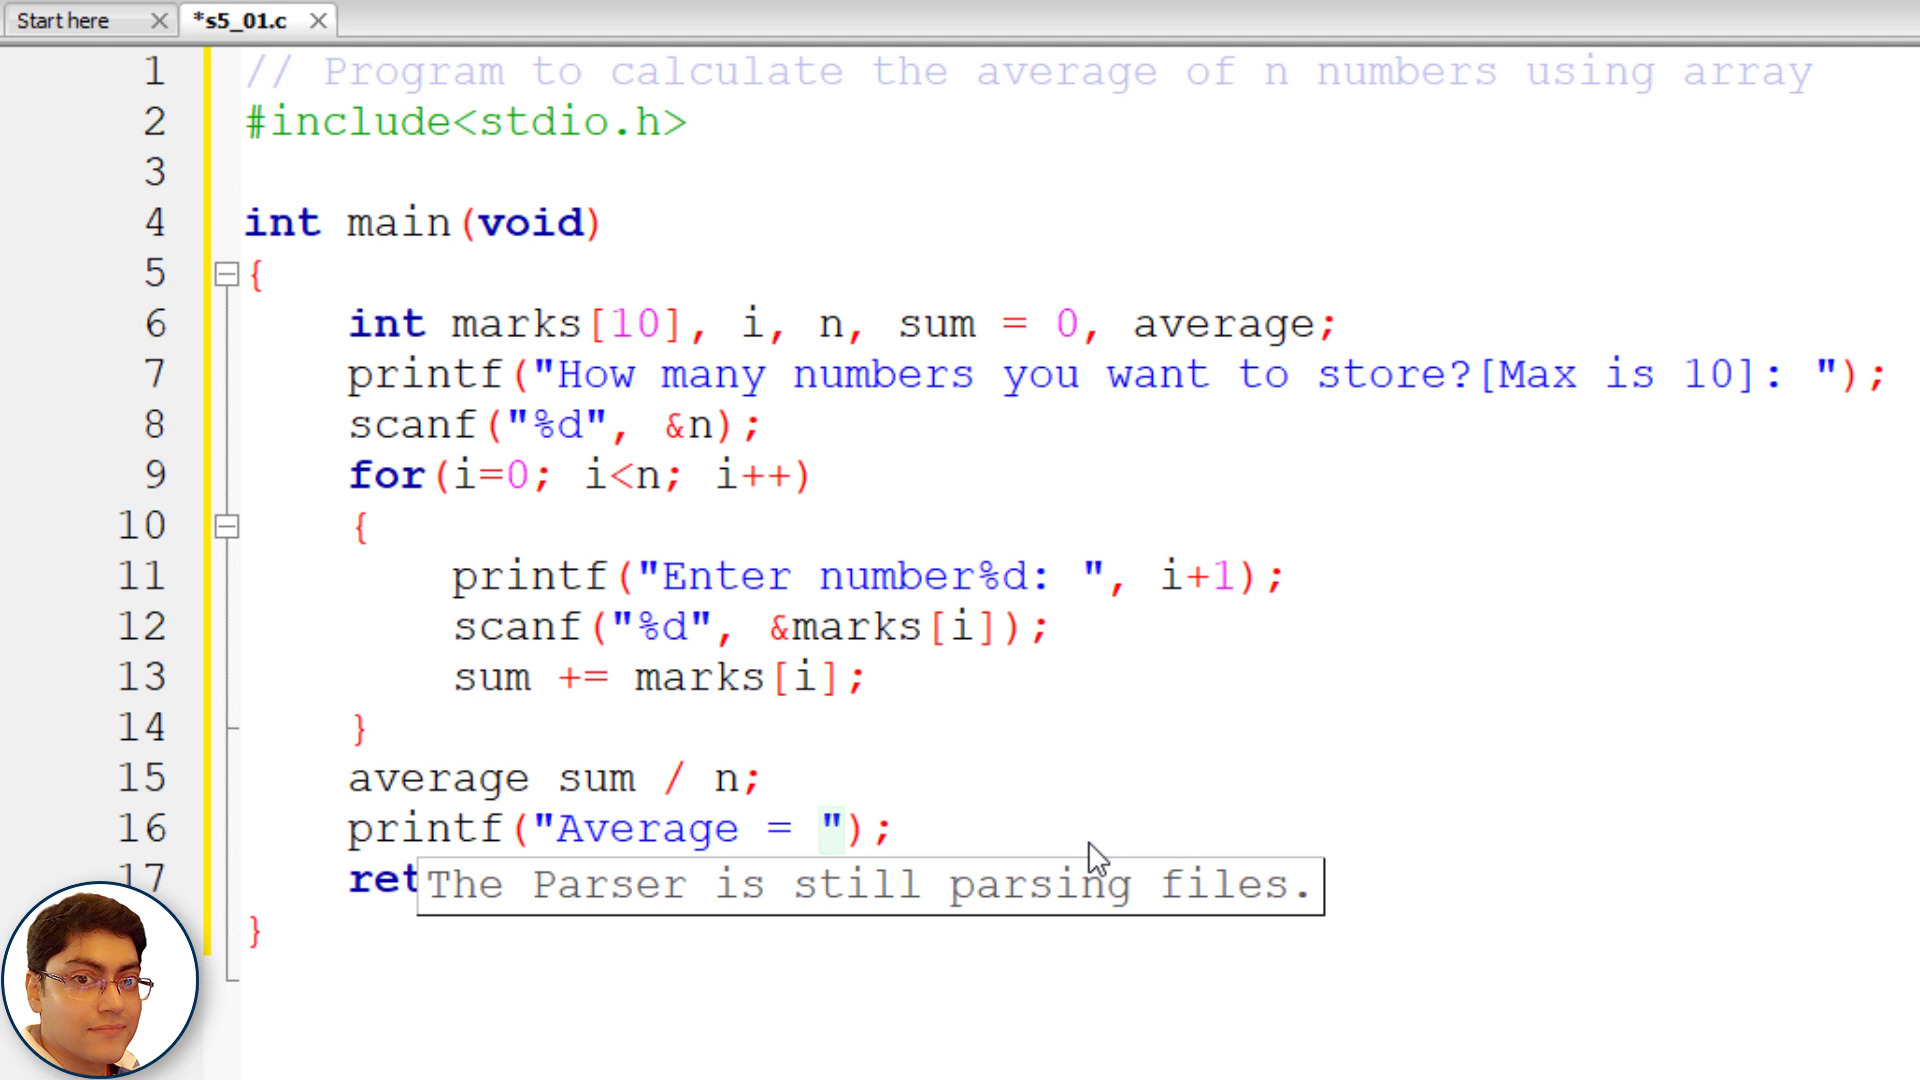 Start here *s5_01.c
1 // Program to calculate the average of n numbers using array
2 #include<stdio.h>
3
4 int main(void)
5 {
6 int marks[10], i, n, sum = 0, average;
7 printf("How many numbers you want to store?[Max is 10]: ");
8 scanf("%d", &n);
9 for(i=0; i<n; i++)
10 {
11 printf("Enter number%d: ", i+1);
12 scanf("%d", &marks[i]);
13 sum += marks[i];
14 }
15 average sum / n;
16 printf("Average = ");
17 ret
The Parser is still parsing files.
}